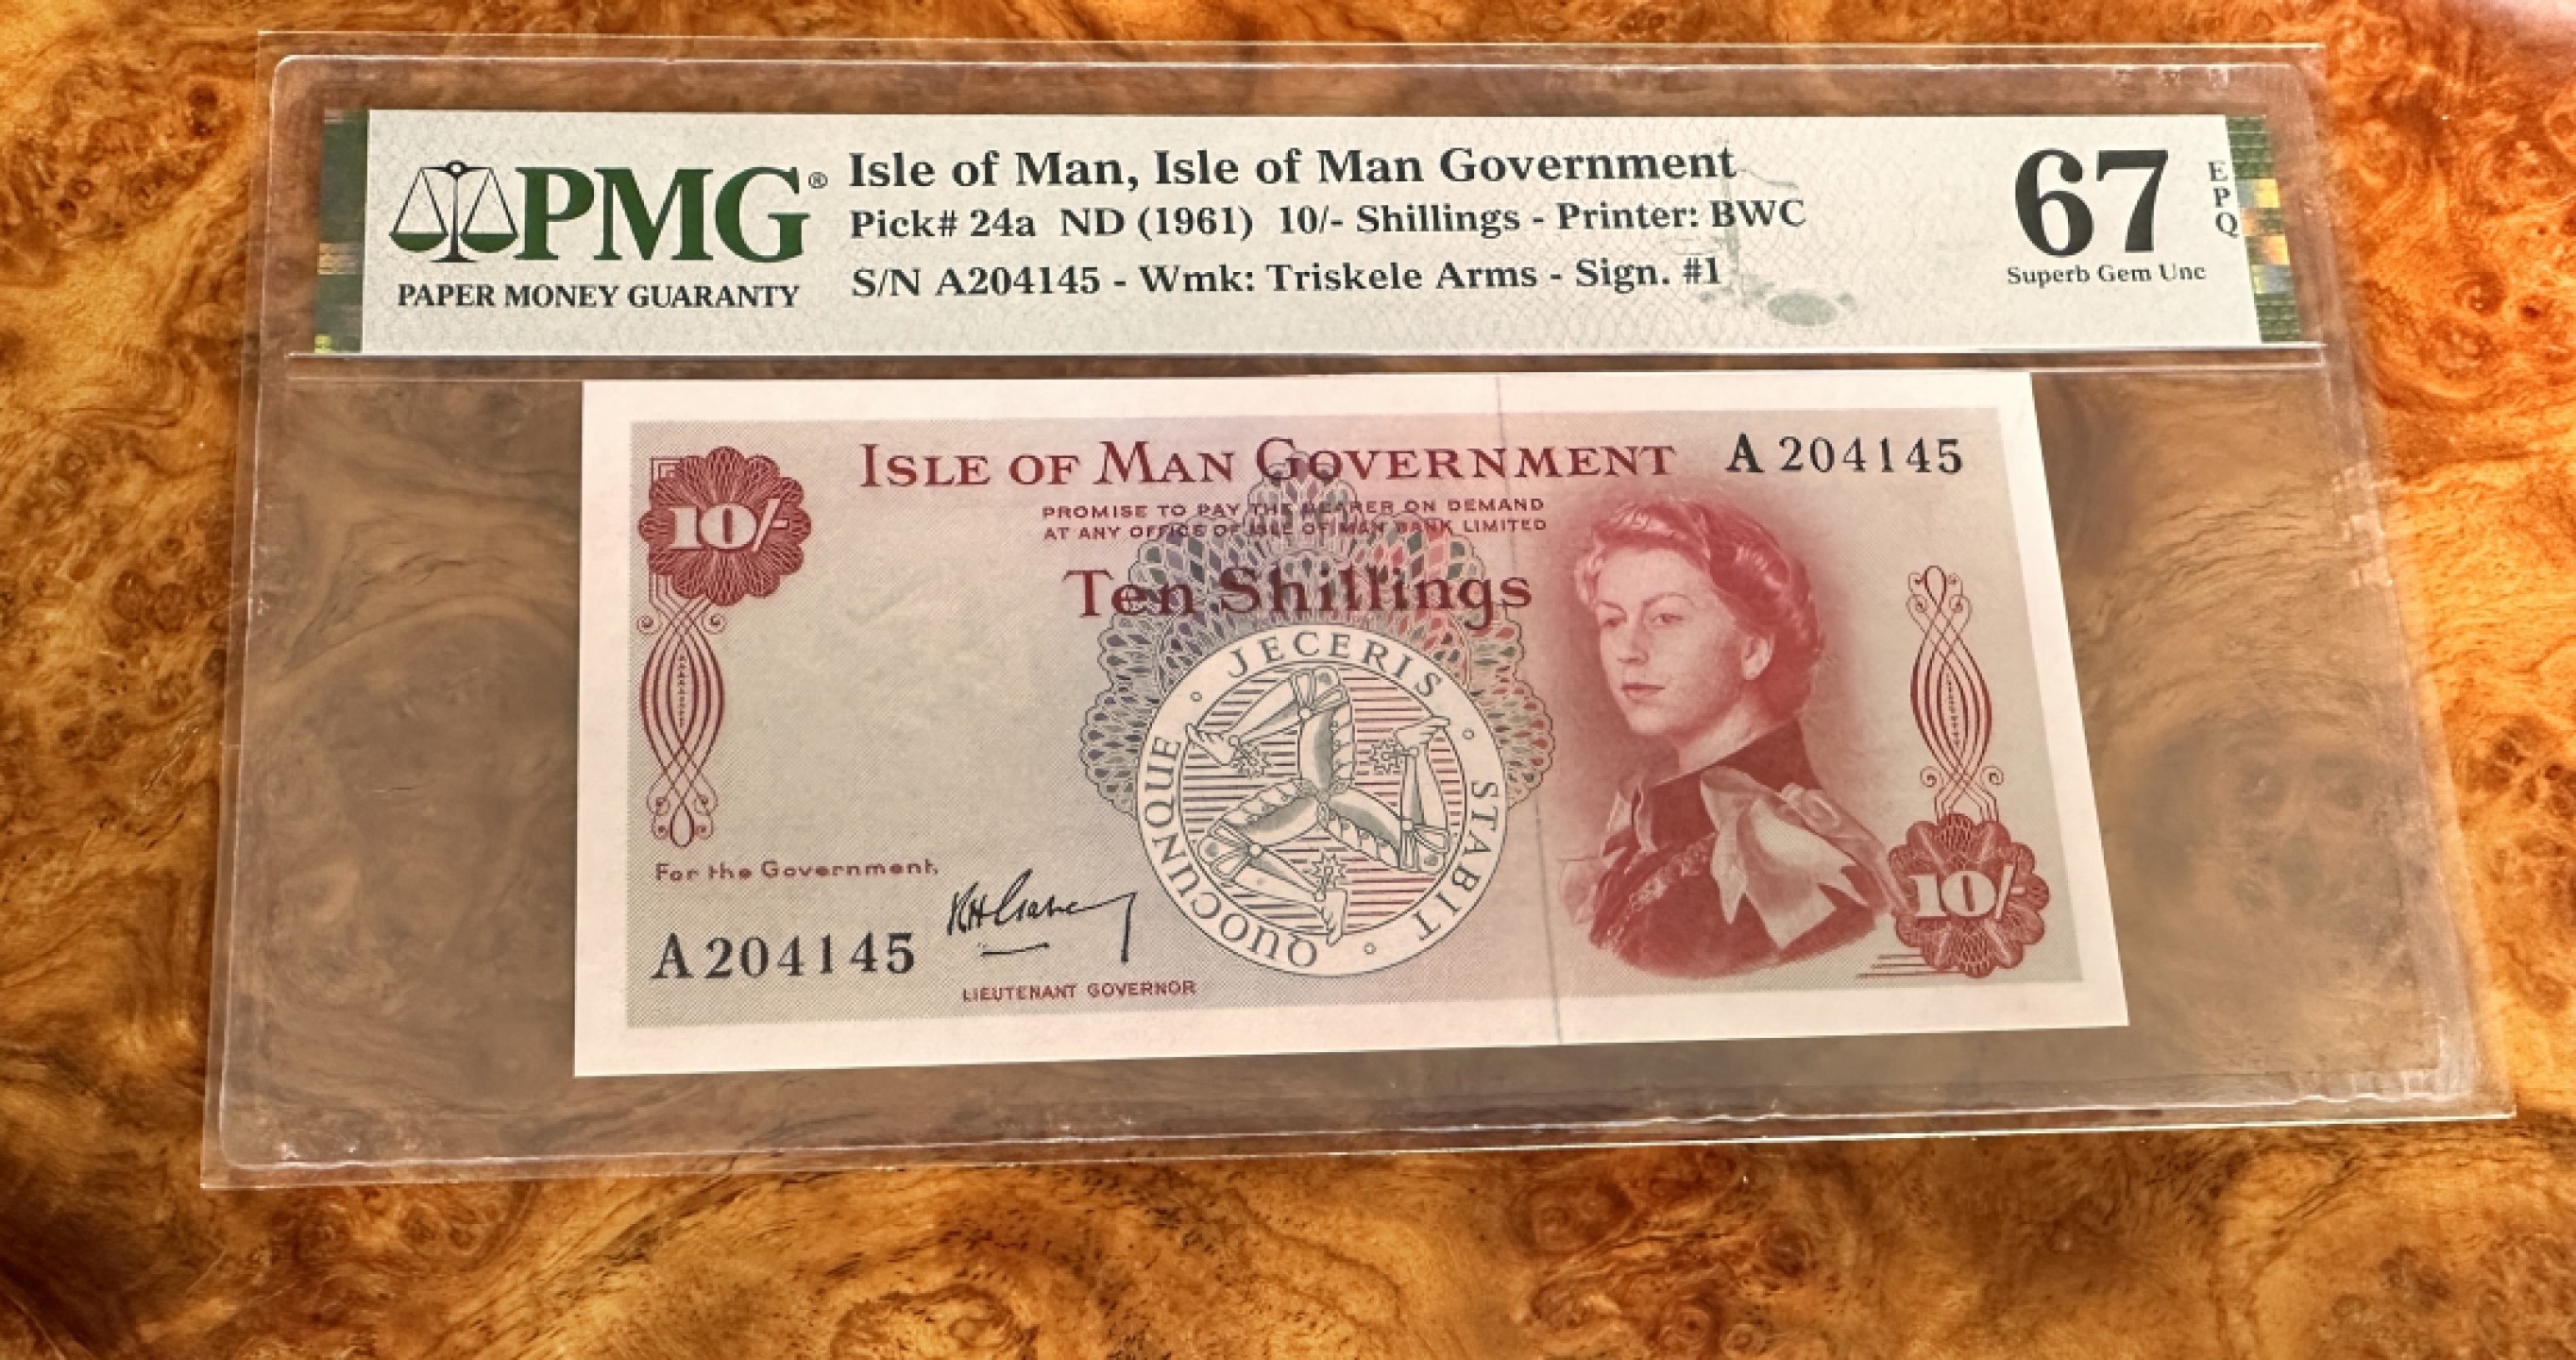 PMG®
PAPER MONEY GUARANTY
Isle of Man, Isle of Man Government
Pick# 24a ND (1961) 10/- Shillings - Printer: BWC
S/N A204145 - Wmk: Triskele Arms - Sign. #1
67
EPQ
Superb Gem Unc
ISLE OF MAN GOVERNMENT
A 204145
10/-
PROMISE TO PAY THE BEARER ON DEMAND
AT ANY OFFICE OF ISLE OF MAN BANK LIMITED
Ten Shillings
QUOCUNQUE ∘ JECERIS ∘ STABIT ∘
For the Government,
A 204145
LIEUTENANT GOVERNOR
10/-